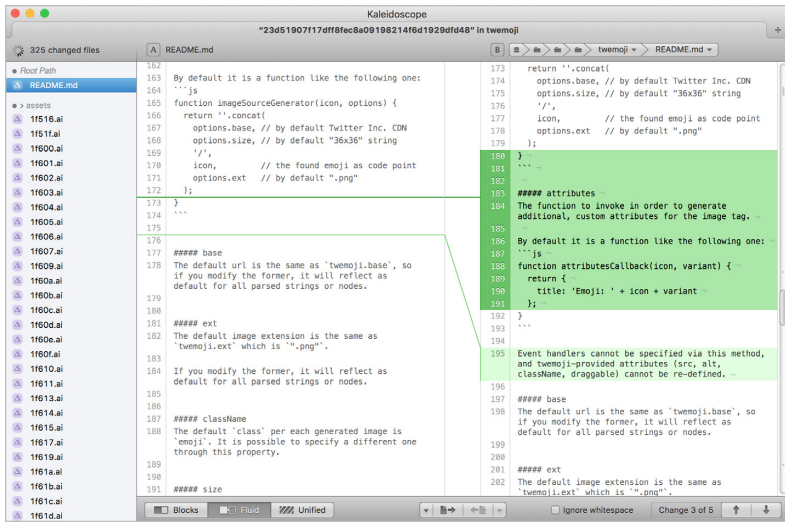 Kaleidoscope
"23d51907f17dff8fec8a09198214f6d1929dfd48" in twemoji
325 changed files
A README.md
B twemoji README.md
Root Path
README.md
assets
1f516.ai
1f51f.ai
1f600.ai
1f601.ai
1f602.ai
1f603.ai
1f604.ai
1f605.ai
1f606.ai
1f607.ai
1f609.ai
1f60a.ai
1f60b.ai
1f60c.ai
1f60d.ai
1f60e.ai
1f60f.ai
1f610.ai
1f611.ai
1f613.ai
1f614.ai
1f615.ai
1f617.ai
1f619.ai
1f61a.ai
1f61b.ai
1f61c.ai
1f61d.ai
162
163 By default it is a function like the following one:
164 ```js
165 function imageSourceGenerator(icon, options) {
166 return ''.concat(
167 options.base, // by default Twitter Inc. CDN
168 options.size, // by default "36x36" string
169 '/',
170 icon, // the found emoji as code point
171 options.ext // by default ".png"
172 );
173 }
174 ```
175
176
177 ##### base
178 The default url is the same as `twemoji.base`, so
if you modify the former, it will reflect as
default for all parsed strings or nodes.
179
180
181 ##### ext
182 The default image extension is the same as
`twemoji.ext` which is `".png"`.
183
184 If you modify the former, it will reflect as
default for all parsed strings or nodes.
185
186
187 ##### className
188 The default `class` per each generated image is
`emoji`. It is possible to specify a different one
through this property.
189
190
191 ##### size
173 return ''.concat(
174 options.base, // by default Twitter Inc. CDN
175 options.size, // by default "36x36" string
176 '/',
177 icon, // the found emoji as code point
178 options.ext // by default ".png"
179 );
180 }
181 ```
182
183 ##### attributes
184 The function to invoke in order to generate
additional, custom attributes for the image tag.
185
186 By default it is a function like the following one:
187 ```js
188 function attributesCallback(icon, variant) {
189 return {
190 title: 'Emoji: ' + icon + variant
191 };
192 }
193 ```
194
195 Event handlers cannot be specified via this method,
and twemoji-provided attributes (src, alt,
className, draggable) cannot be re-defined.
196
197 ##### base
198 The default url is the same as `twemoji.base`, so
if you modify the former, it will reflect as
default for all parsed strings or nodes.
199
200
201 ##### ext
202 The default image extension is the same as
`twemoji.ext` which is `".png"`.
Blocks Fluid Unified Ignore whitespace Change 3 of 5